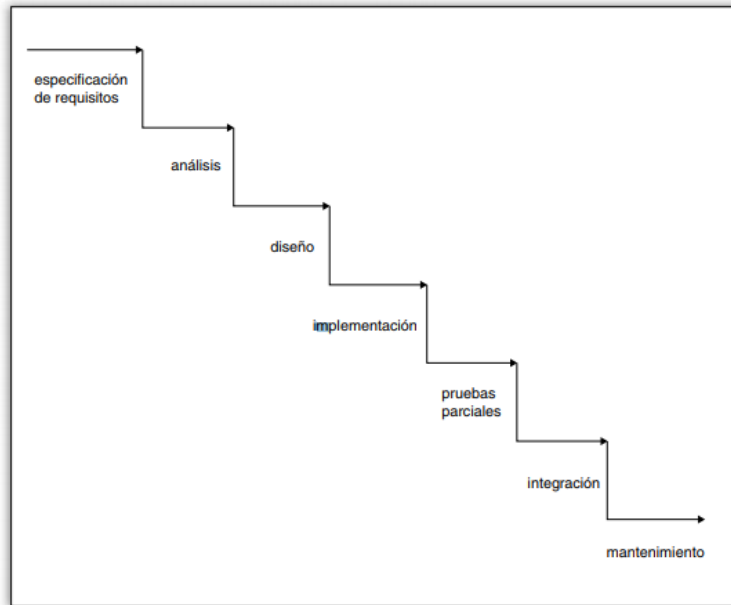 especificación
de requisitos
análisis
diseño
implementación
pruebas
parciales
integración
mantenimiento